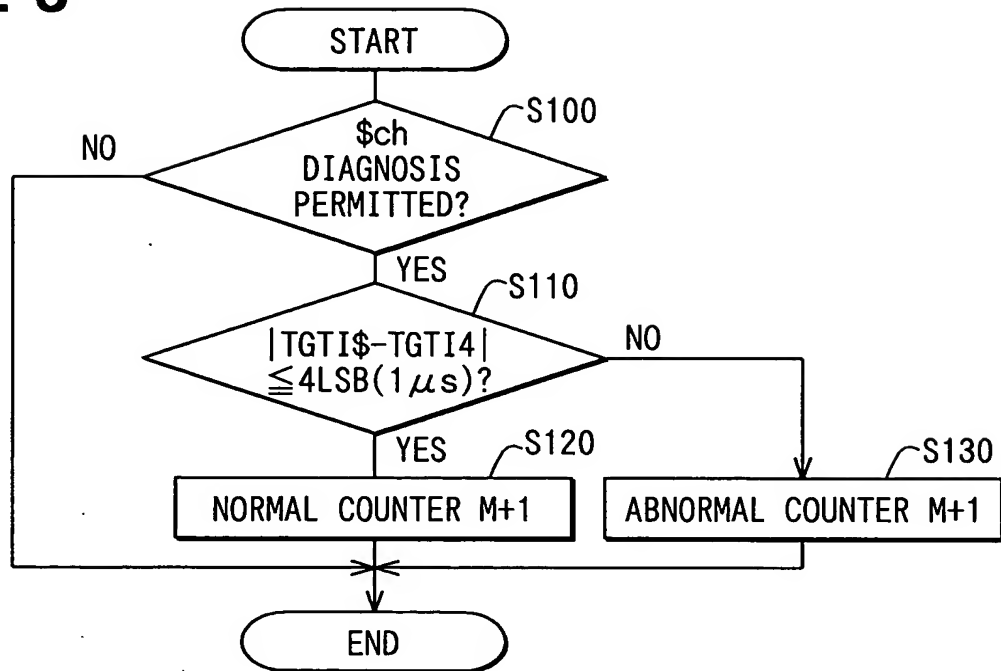 START
S100
NO
$ch
DIAGNOSIS
PERMITTED?
YES
S110
|TGTI$-TGTI4|
≦4LSB(1μs)?
NO
YES
S120
S130
NORMAL COUNTER M+1
ABNORMAL COUNTER M+1
END